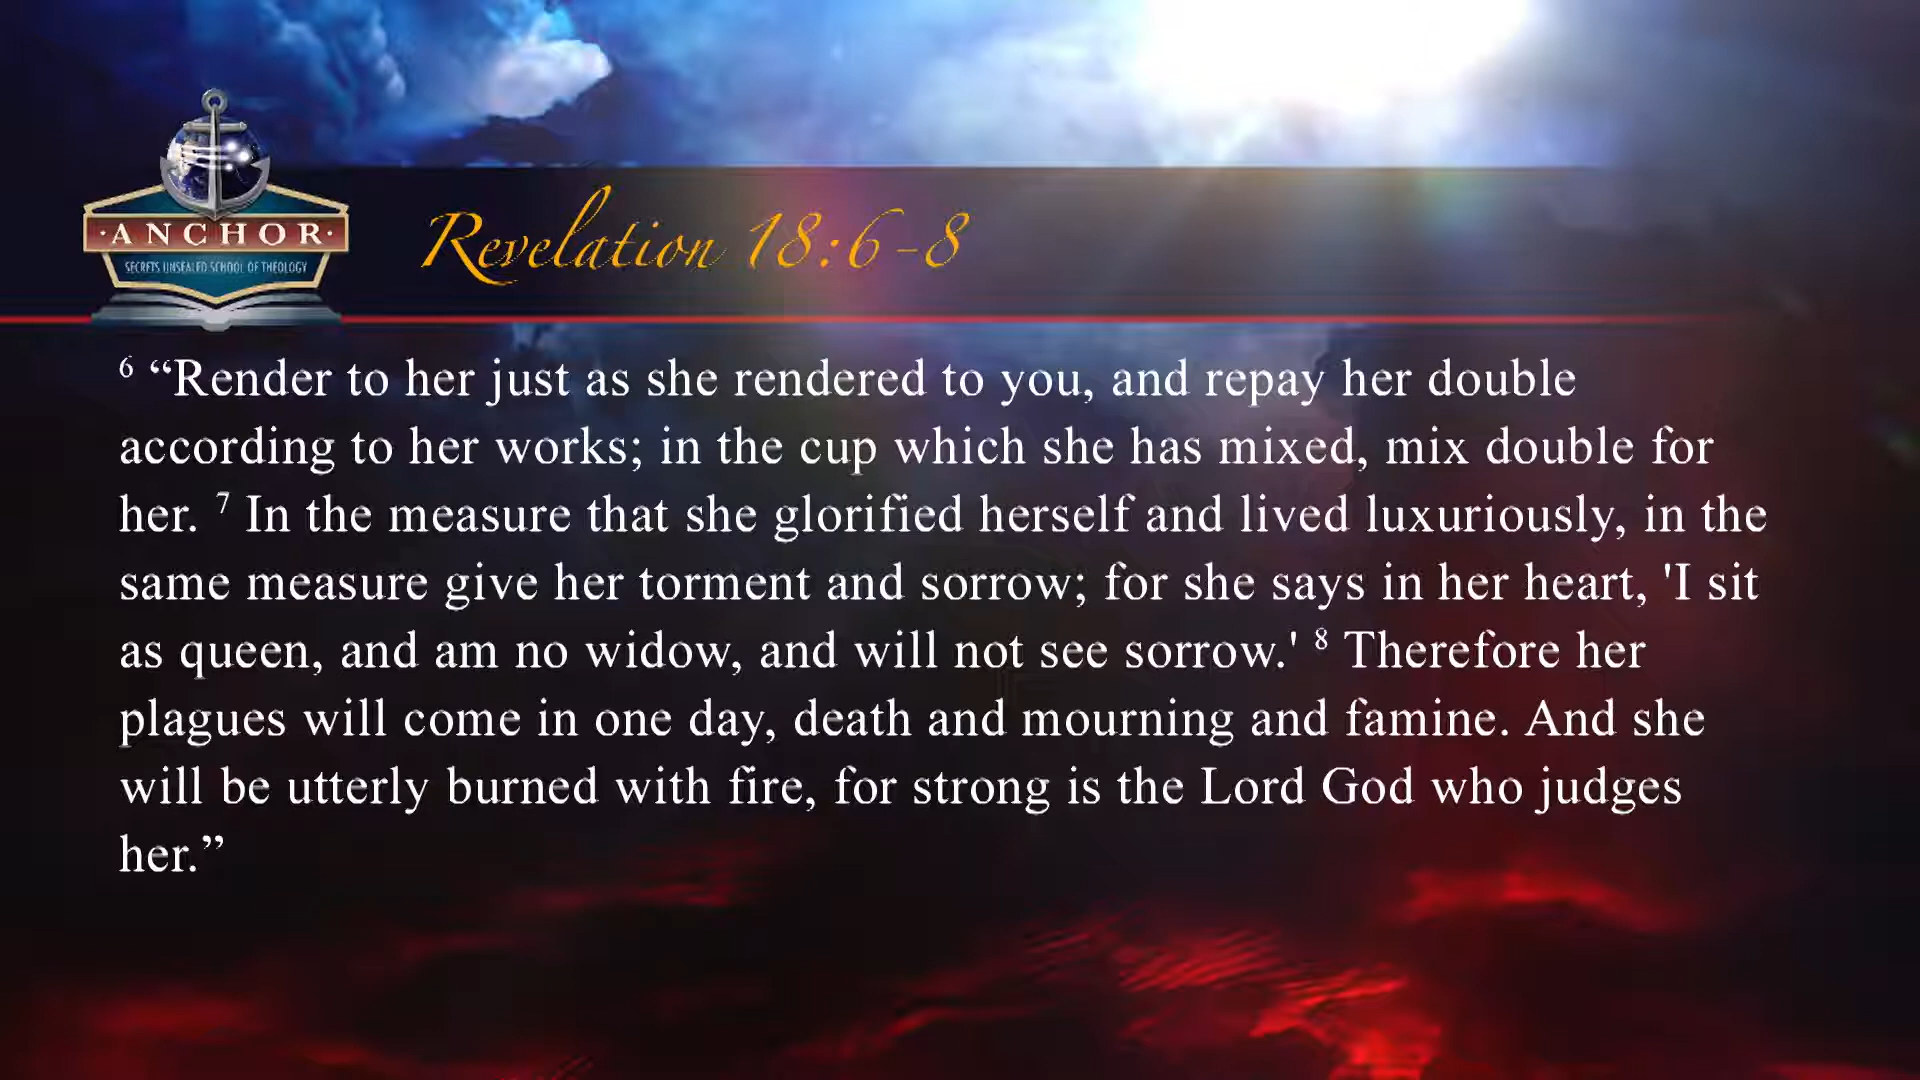 ·ANCHOR·
SECRETS UNSEALED SCHOOL OF THEOLOGY
Revelation 18:6-8
6 “Render to her just as she rendered to you, and repay her double
according to her works; in the cup which she has mixed, mix double for
her. 7 In the measure that she glorified herself and lived luxuriously, in the
same measure give her torment and sorrow; for she says in her heart, 'I sit
as queen, and am no widow, and will not see sorrow.' 8 Therefore her
plagues will come in one day, death and mourning and famine. And she
will be utterly burned with fire, for strong is the Lord God who judges
her.”